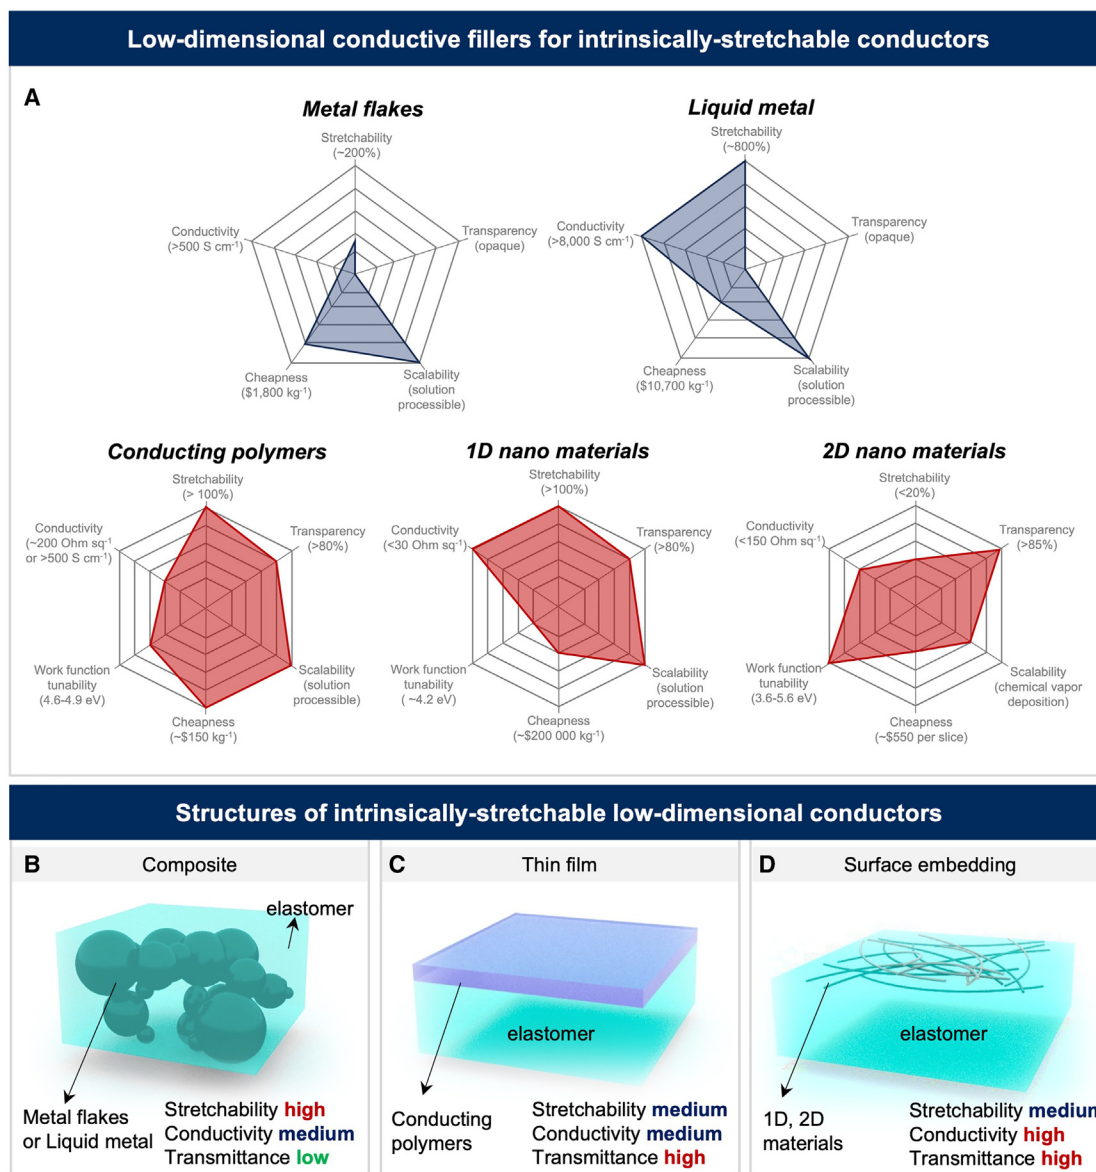 Low-dimensional conductive fillers for intrinsically-stretchable conductors
A
Metal flakes
Stretchability
(~200%)
Conductivity
(>500 S cm⁻¹)
Transparency
(opaque)
Cheapness
($1,800 kg⁻¹)
Scalability
(solution
processible)
Liquid metal
Stretchability
(~800%)
Conductivity
(>8,000 S cm⁻¹)
Transparency
(opaque)
Cheapness
($10,700 kg⁻¹)
Scalability
(solution
processible)
Conducting polymers
Stretchability
(> 100%)
Conductivity
(~200 Ohm sq⁻¹
or >500 S cm⁻¹)
Transparency
(>80%)
Work function
tunability
(4.6-4.9 eV)
Scalability
(solution
processible)
Cheapness
(~$150 kg⁻¹)
1D nano materials
Stretchability
(>100%)
Conductivity
(<30 Ohm sq⁻¹)
Transparency
(>80%)
Work function
tunability
( ~4.2 eV)
Scalability
(solution
processible)
Cheapness
(~$200 000 kg⁻¹)
2D nano materials
Stretchability
(<20%)
Conductivity
(<150 Ohm sq⁻¹)
Transparency
(>85%)
Work function
tunability
(3.6-5.6 eV)
Scalability
(chemical vapor
deposition)
Cheapness
(~$550 per slice)
Structures of intrinsically-stretchable low-dimensional conductors
B
Composite
elastomer
Metal flakes
or Liquid metal
Stretchability high
Conductivity medium
Transmittance low
C
Thin film
elastomer
Conducting
polymers
Stretchability medium
Conductivity medium
Transmittance high
D
Surface embedding
elastomer
1D, 2D
materials
Stretchability medium
Conductivity high
Transmittance high